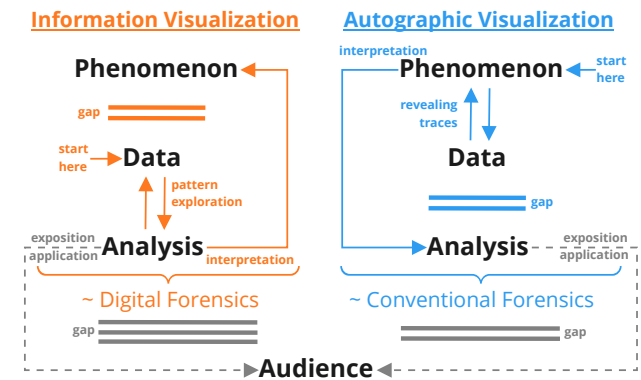 Information Visualization
Phenomenon
gap
start
here
Data
pattern
exploration
exposition
application
Analysis
interpretation
~ Digital Forensics
gap
Autographic Visualization
interpretation
Phenomenon
start
here
revealing
traces
Data
gap
Analysis
exposition
application
~ Conventional Forensics
gap
Audience